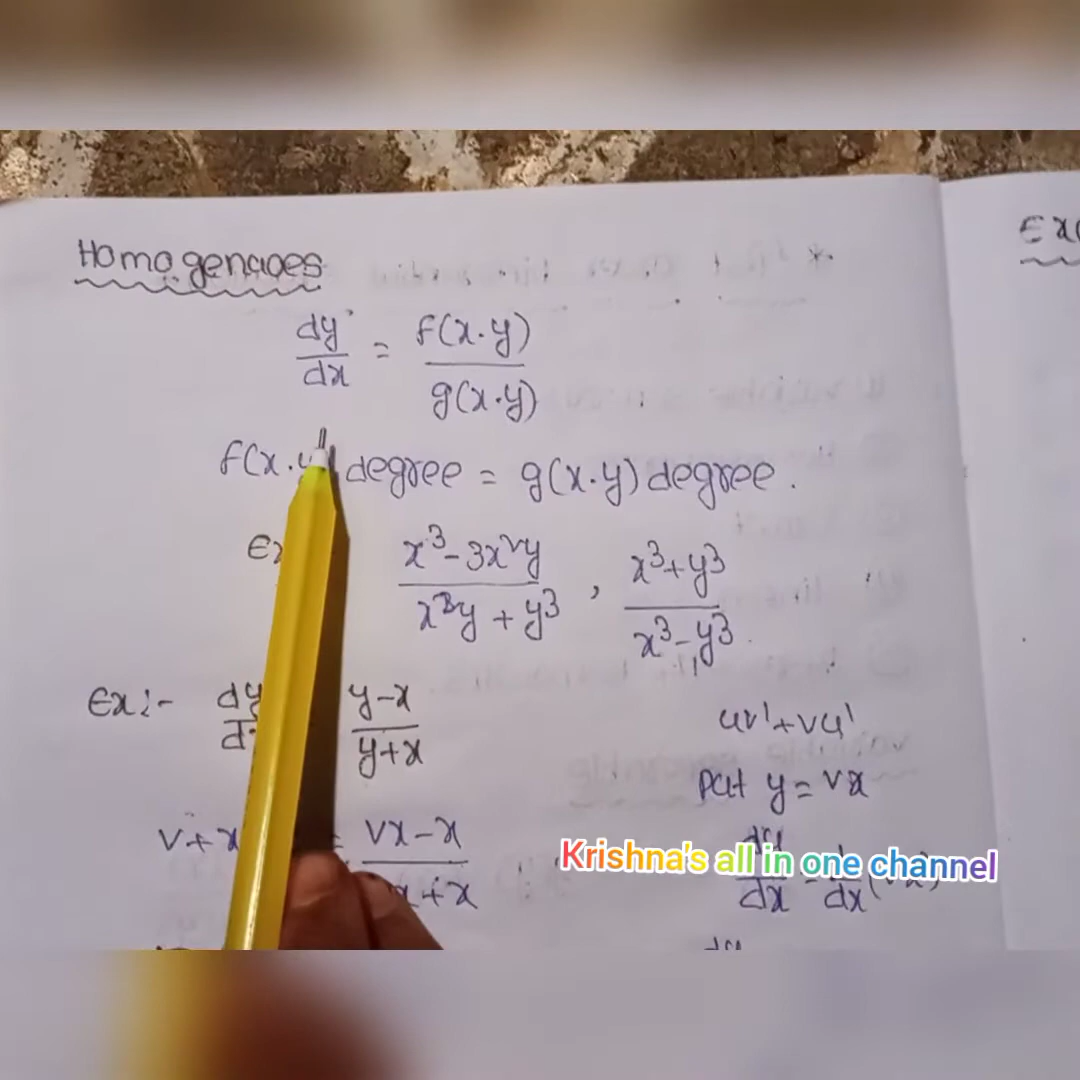 Homogenaoes
Exa
dy/dx = f(x.y)/g(x.y)
f(x.y) degree = g(x.y) degree.
x³-3x²y / x³y + y³ , x³+y³ / x³-y³
Ex:- y-x / y+x
uv'+vu'
put y = vx
v+x = vx-x / x+x
Krishna's all in one channel